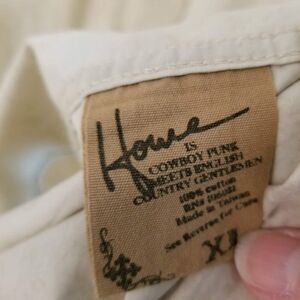 Howe
IS
COWBOY PUNK
MEETS ENGLISH
COUNTRY GENTLEMEN
100% cotton
Made in Taiwan
See Reverse for Care
XL